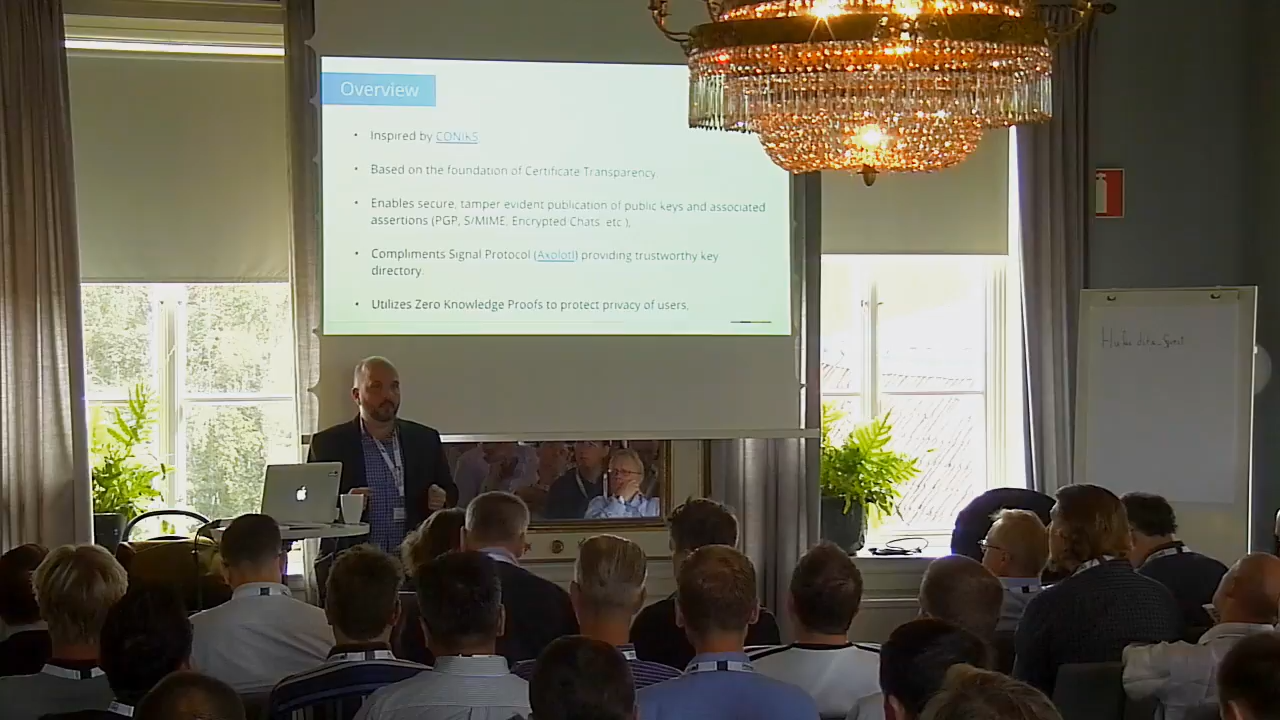 Overview
• Inspired by CONIKS
• Based on the foundation of Certificate Transparency.
• Enables secure, tamper evident publication of public keys and associated
assertions (PGP, S/MIME, Encrypted Chats, etc.),
• Compliments Signal Protocol (Axolotl) providing trustworthy key
directory.
• Utilizes Zero Knowledge Proofs to protect privacy of users.